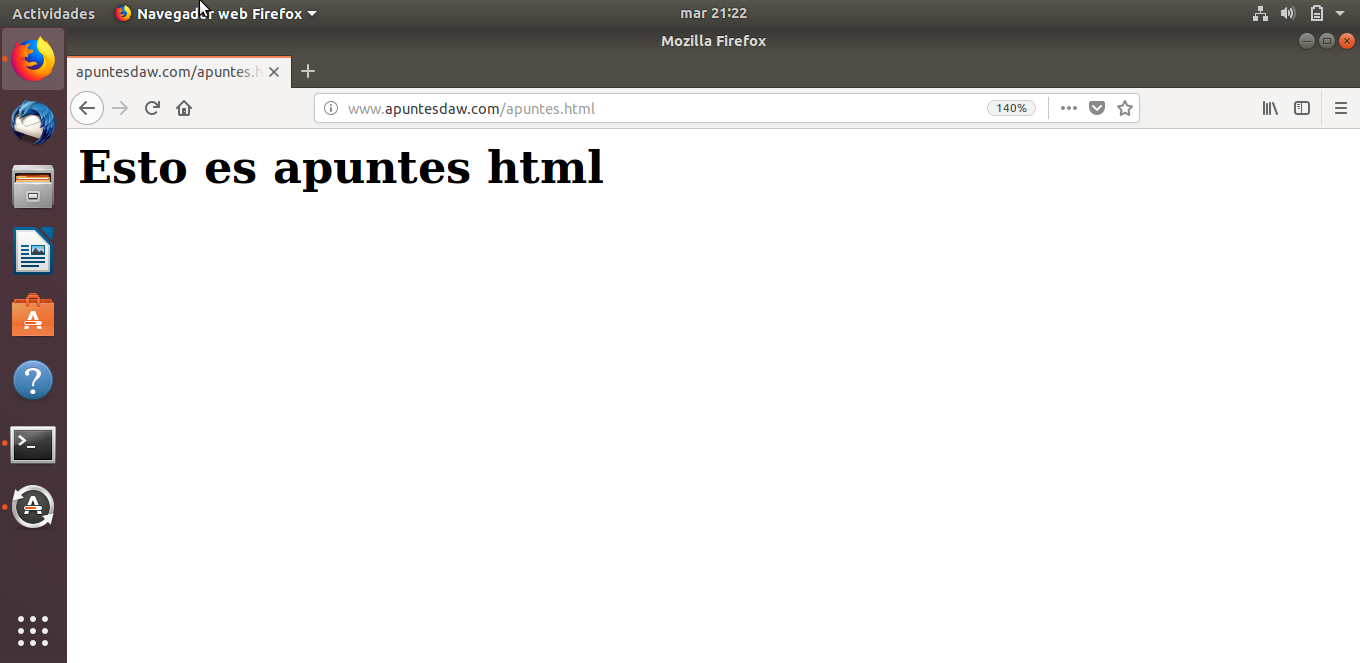 Actividades Navegador web Firefox mar 21:22
Mozilla Firefox
apuntesdaw.com/apuntes.h
www.apuntesdaw.com/apuntes.html 140%
Esto es apuntes html